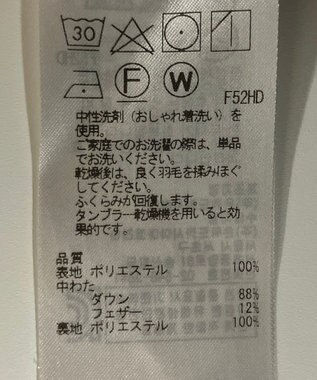 30
F W
F52HD
中性洗剤(おしゃれ着洗い)を
使用。
ご家庭でのお洗濯の際は、単品
でお洗いください。
乾燥後は、良く羽毛を揉みほぐ
してください。
ふくらみが回復します。
タンブラー乾燥機を用いると効
果的です。
品質
表地 ポリエステル 100%
中わた
ダウン 88%
フェザー 12%
裏地 ポリエステル 100%